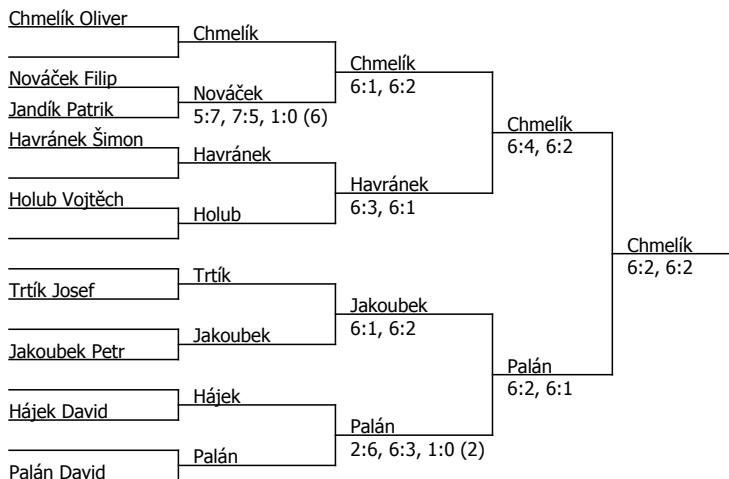 Chmelík Oliver
Chmelík
Chmelík
6:1, 6:2
Nováček Filip
Nováček
5:7, 7:5, 1:0 (6)
Jandík Patrik
Chmelík
6:4, 6:2
Havránek Šimon
Havránek
Havránek
6:3, 6:1
Holub Vojtěch
Holub
Chmelík
6:2, 6:2
Trtík
Trtík Josef
Jakoubek
6:1, 6:2
Jakoubek
Jakoubek Petr
Palán
6:2, 6:1
Hájek
Hájek David
Palán
2:6, 6:3, 1:0 (2)
Palán
Palán David